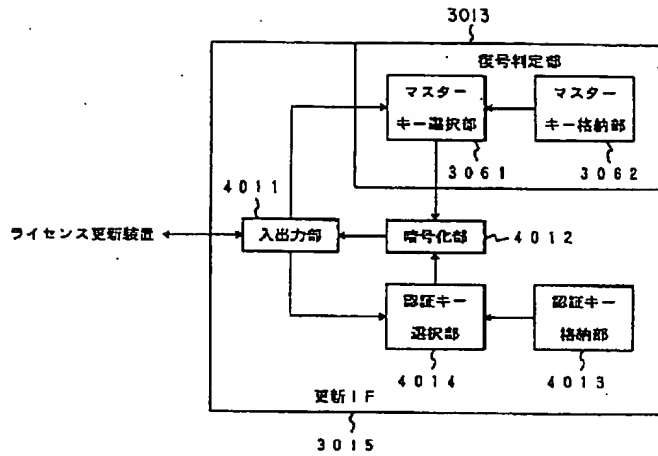 3013
復号判定部
マスター
キー選択部
マスター
キー格納部
3061
3062
4011
ライセンス更新装置
入出力部
暗号化部
4012
認証キー
選択部
認証キー
格納部
4014
4013
更新IF
3015